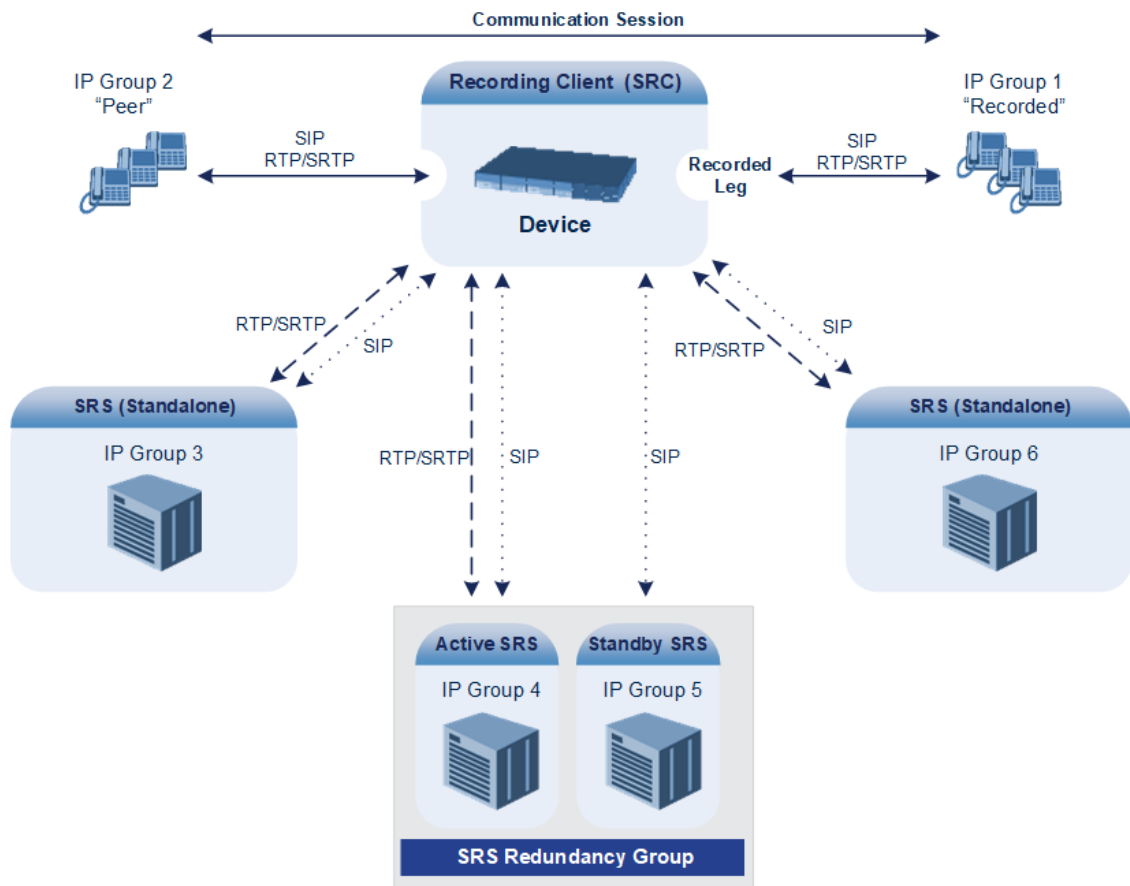 Communication Session
IP Group 2
“Peer”
Recording Client (SRC)
IP Group 1
“Recorded”
SIP
RTP/SRTP
Recorded
Leg
SIP
RTP/SRTP
Device
RTP/SRTP
SIP
SIP
RTP/SRTP
SRS (Standalone)
IP Group 3
RTP/SRTP
SIP
SIP
SRS (Standalone)
IP Group 6
Active SRS
IP Group 4
Standby SRS
IP Group 5
SRS Redundancy Group